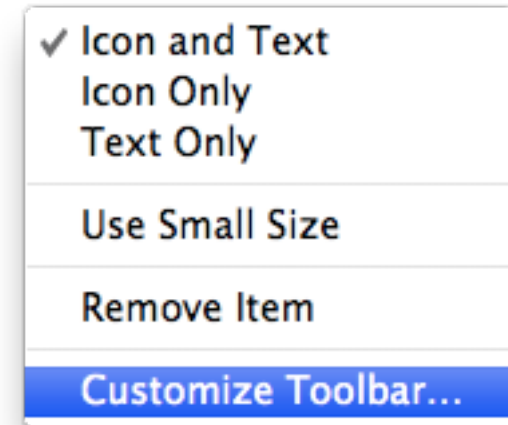 Icon and Text
Icon Only
Text Only
Use Small Size
Remove Item
Customize Toolbar...